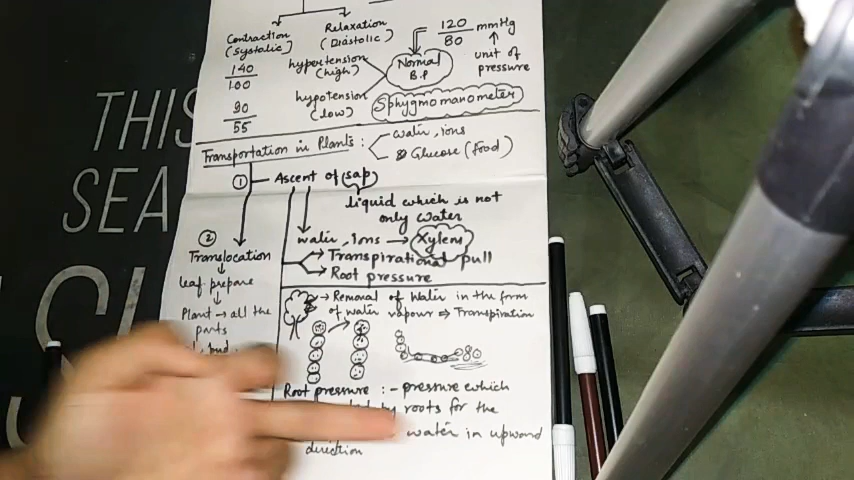 Contraction
(Systolic)
Relaxation
(Diastolic)
120
80
mmHg
unit of
pressure
140
100
hypertension
(high)
Normal
B.P
hypotension
(low)
90
55
Sphygmomanometer
Transportation in Plants :
water, ions
Glucose (food)
① Ascent of (sap)
liquid which is not
only water
water, ions → Xylem
→ Transpirational pull
→ Root pressure
②
Translocation
leaf prepare
Plant → all the
parts
bud
→ Removal of water in the form
of water vapour ⇒ Transpiration
Root pressure : - pressure which
by roots for the
water in upward
direction
THIS
SEA